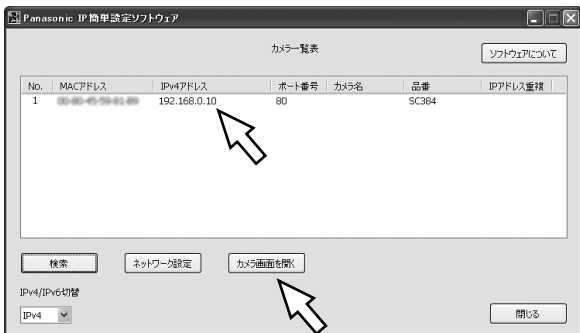 Panasonic IP簡単設定ソフトウェア
カメラ一覧表
ソフトウェアについて
No. MACアドレス IPv4アドレス ポート番号 カメラ名 品番 IPアドレス重複
1 192.168.0.10 80 SC384
検索 ネットワーク設定 カメラ画面を開く
IPv4/IPv6切替
IPv4 閉じる